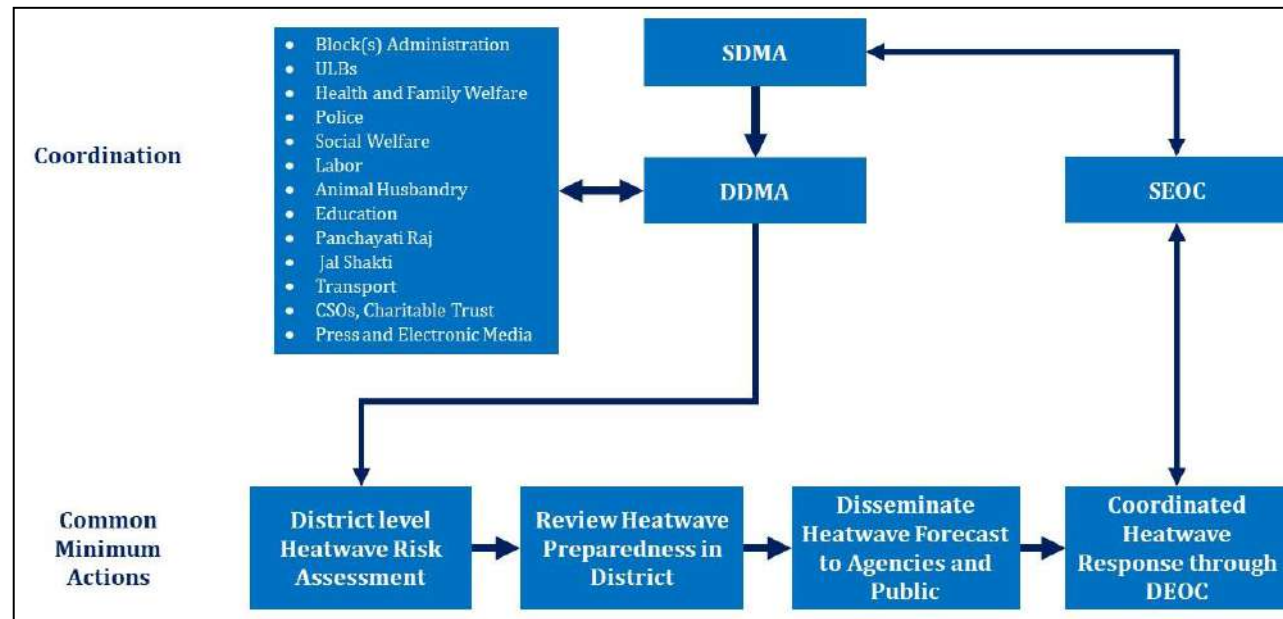 Coordination
• Block(s) Administration
• ULBs
• Health and Family Welfare
• Police
• Social Welfare
• Labor
• Animal Husbandry
• Education
• Panchayati Raj
• Jal Shakti
• Transport
• CSOs, Charitable Trust
• Press and Electronic Media
SDMA
DDMA
SEOC
Common
Minimum
Actions
District level
Heatwave Risk
Assessment
Review Heatwave
Preparedness in
District
Disseminate
Heatwave Forecast
to Agencies and
Public
Coordinated
Heatwave
Response through
DEOC